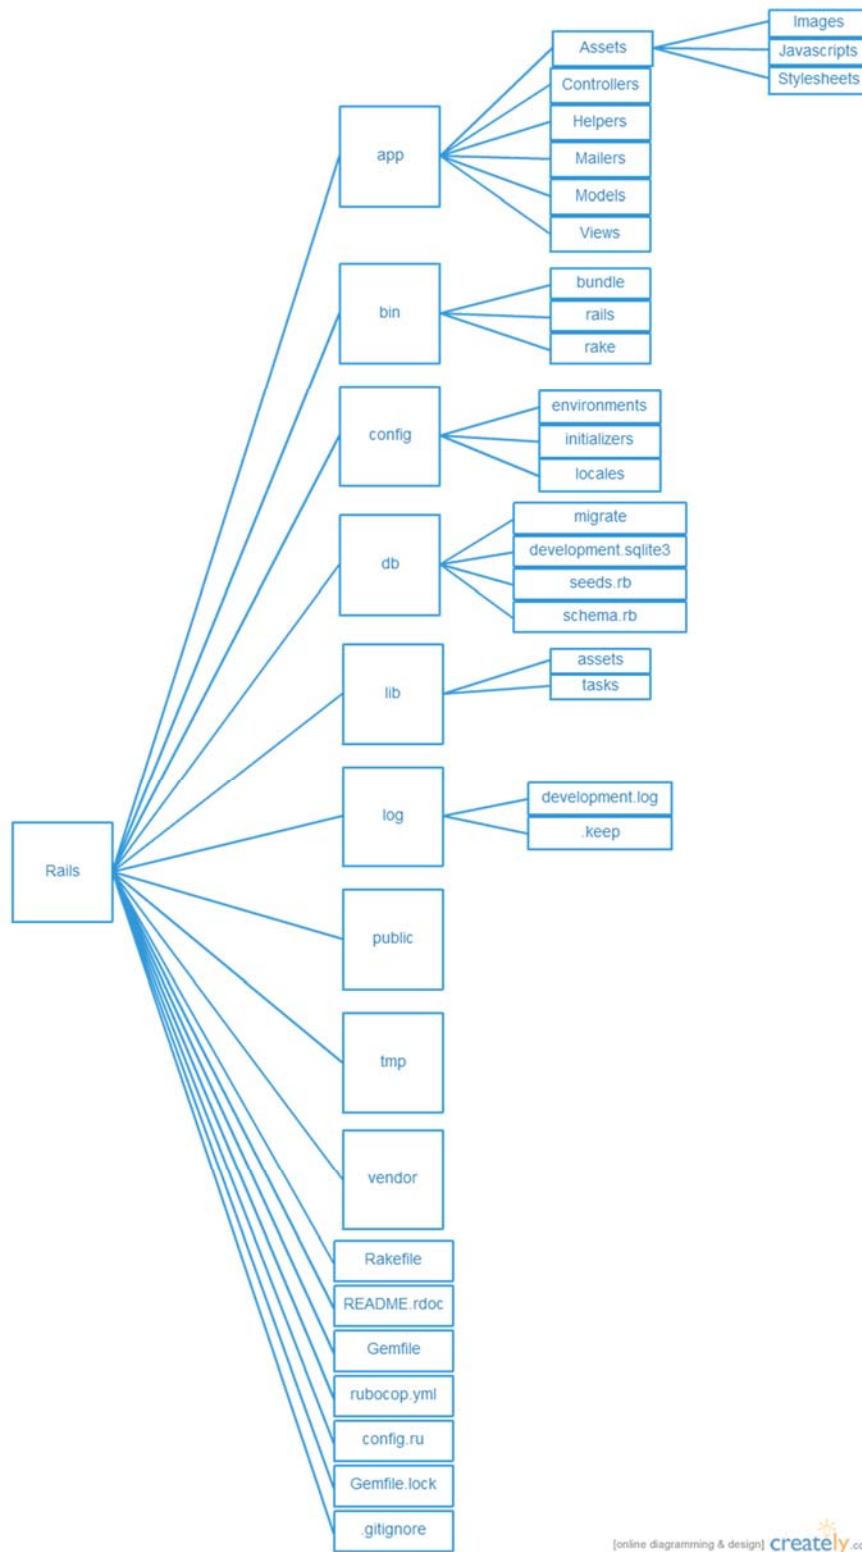 Images
Assets
Javascripts
Stylesheets
Controllers
Helpers
app
Mailers
Models
Views
bundle
bin
rails
rake
environments
config
initializers
locales
migrate
development.sqlite3
db
seeds.rb
schema.rb
assets
tasks
lib
development.log
log
.keep
Rails
public
tmp
vendor
Rakefile
README.rdoc
Gemfile
rubocop.yml
config.ru
Gemfile.lock
.gitignore
[online diagramming & design] creately.co